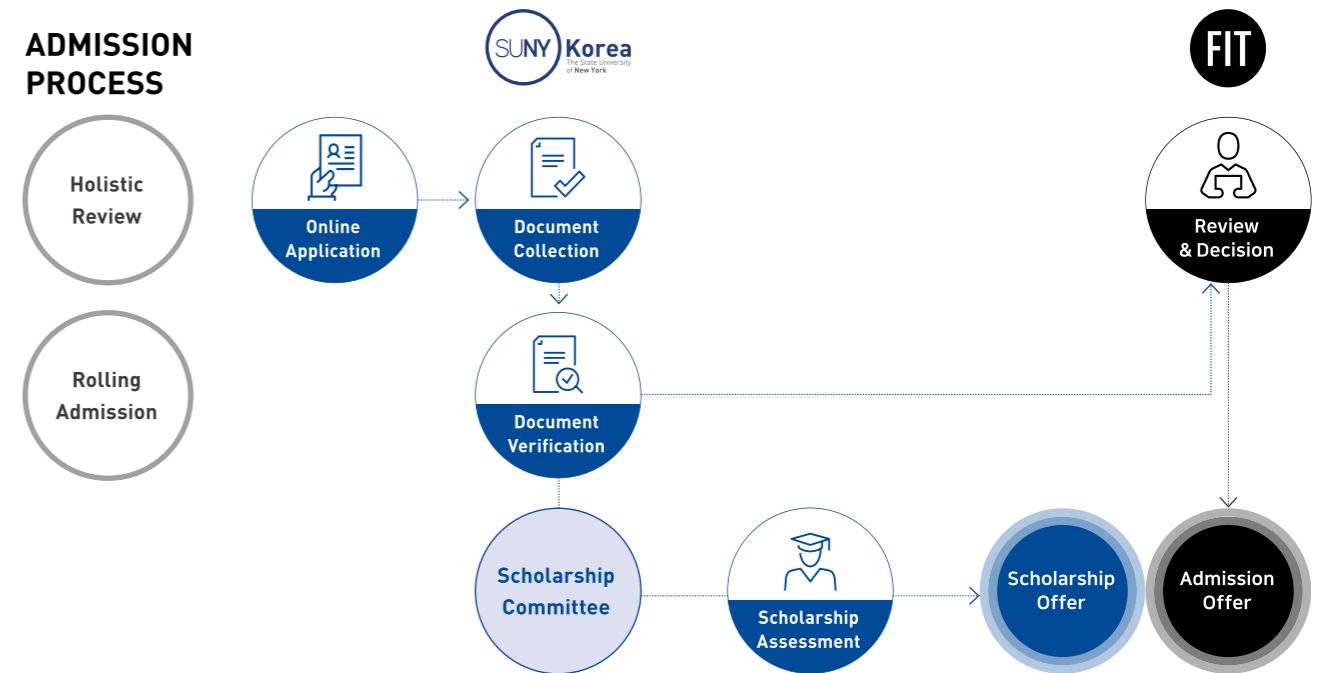 ADMISSION
PROCESS
SUNY Korea
The State University
of New York
FIT
Holistic
Review
Online
Application
Document
Collection
Review
& Decision
Rolling
Admission
Document
Verification
Scholarship
Committee
Scholarship
Assessment
Scholarship
Offer
Admission
Offer